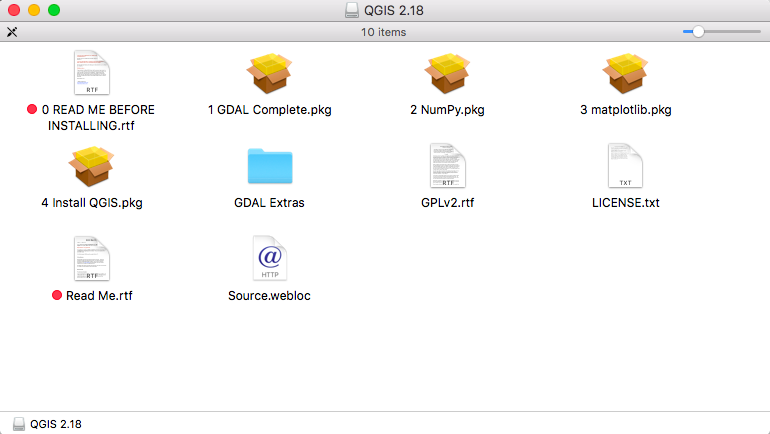 QGIS 2.18
10 items
RTF
0 READ ME BEFORE
INSTALLING.rtf
1 GDAL Complete.pkg
2 NumPy.pkg
3 matplotlib.pkg
4 Install QGIS.pkg
GDAL Extras
RTF
GPLv2.rtf
TXT
LICENSE.txt
RTF
Read Me.rtf
@
HTTP
Source.webloc
QGIS 2.18